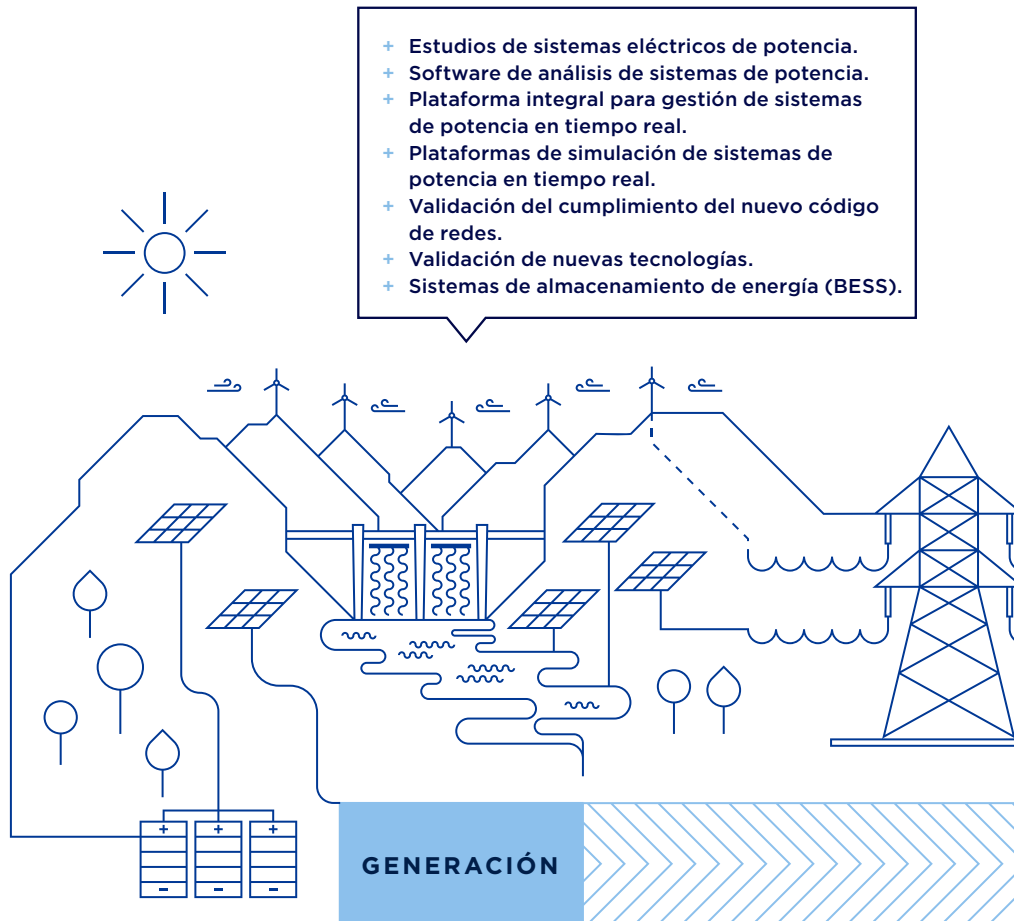 + Estudios de sistemas eléctricos de potencia.
+ Software de análisis de sistemas de potencia.
+ Plataforma integral para gestión de sistemas
de potencia en tiempo real.
+ Plataformas de simulación de sistemas de
potencia en tiempo real.
+ Validación del cumplimiento del nuevo código
de redes.
+ Validación de nuevas tecnologías.
+ Sistemas de almacenamiento de energía (BESS).
+ + +
− − −
GENERACIÓN